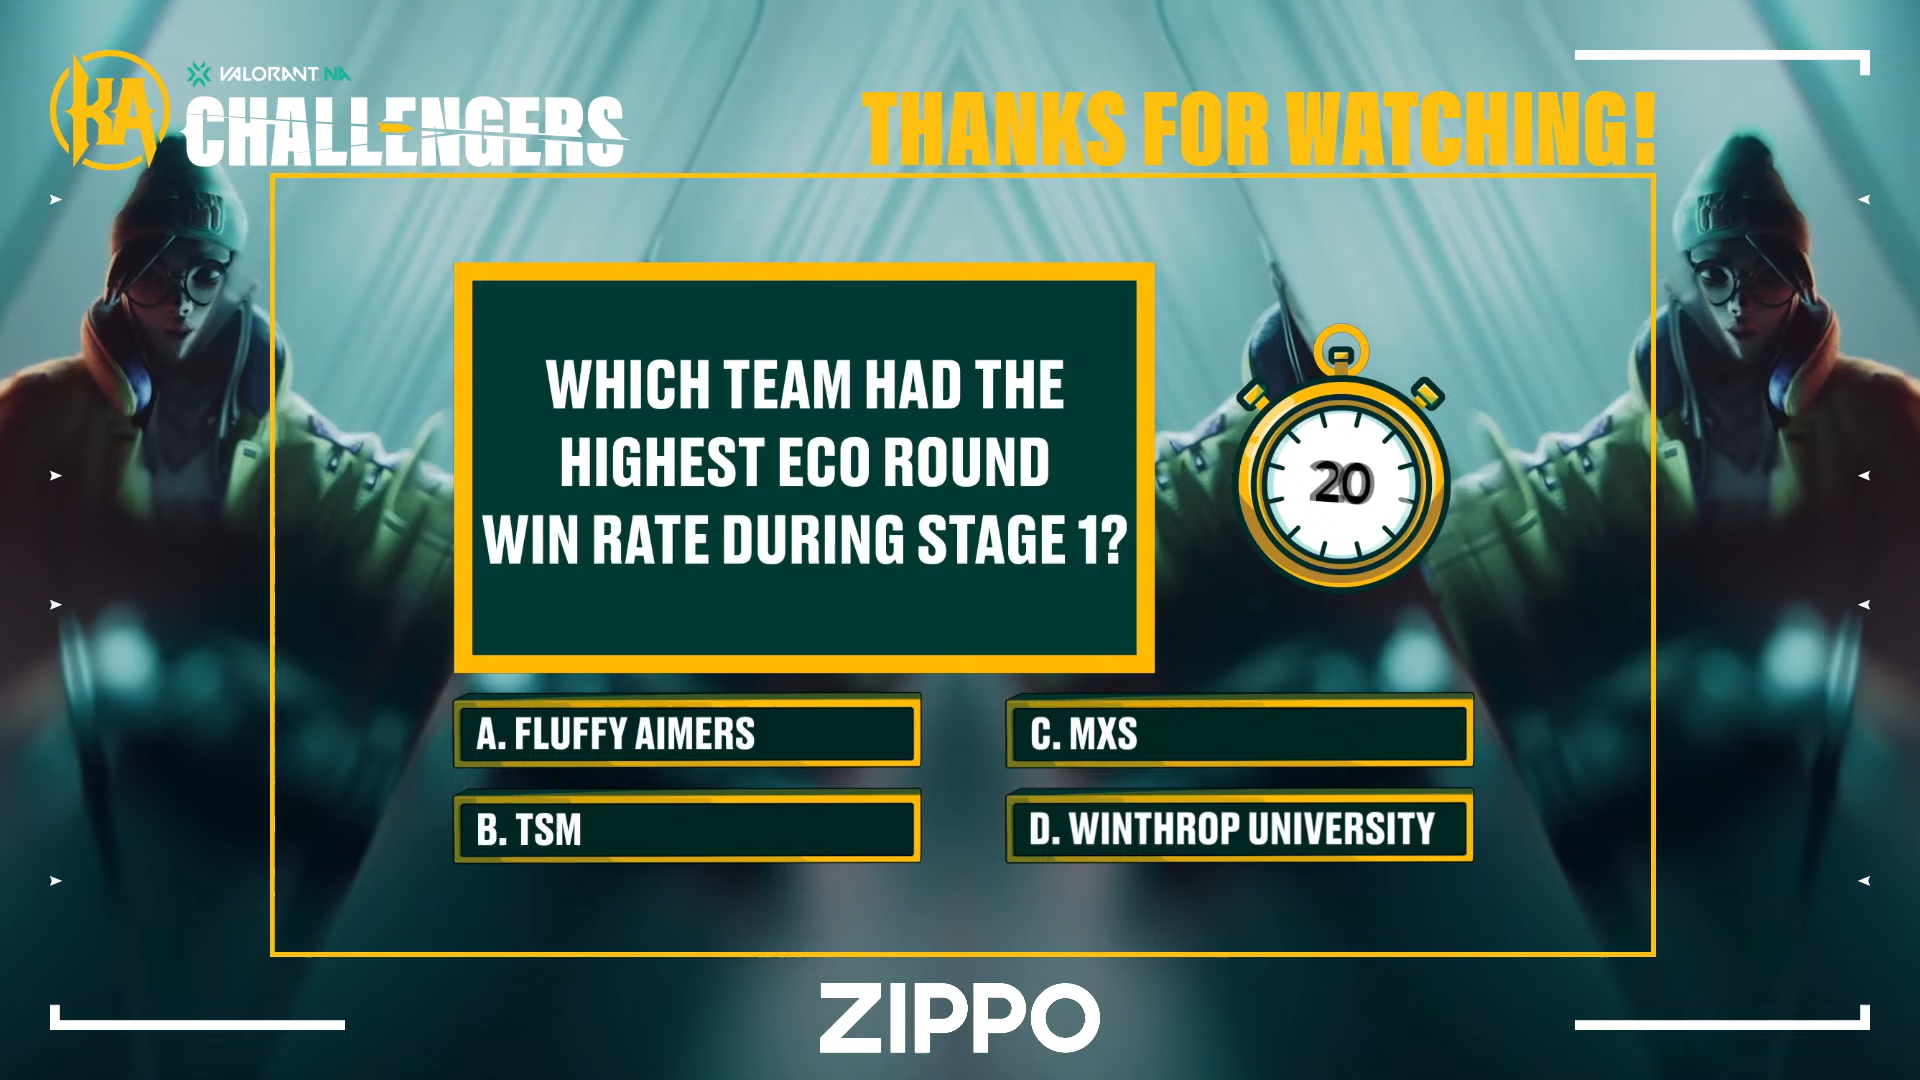 KA
VALORANT NA
CHALLENGERS
THANKS FOR WATCHING!
WHICH TEAM HAD THE
HIGHEST ECO ROUND
WIN RATE DURING STAGE 1?
20
A. FLUFFY AIMERS
C. MXS
B. TSM
D. WINTHROP UNIVERSITY
ZIPPO